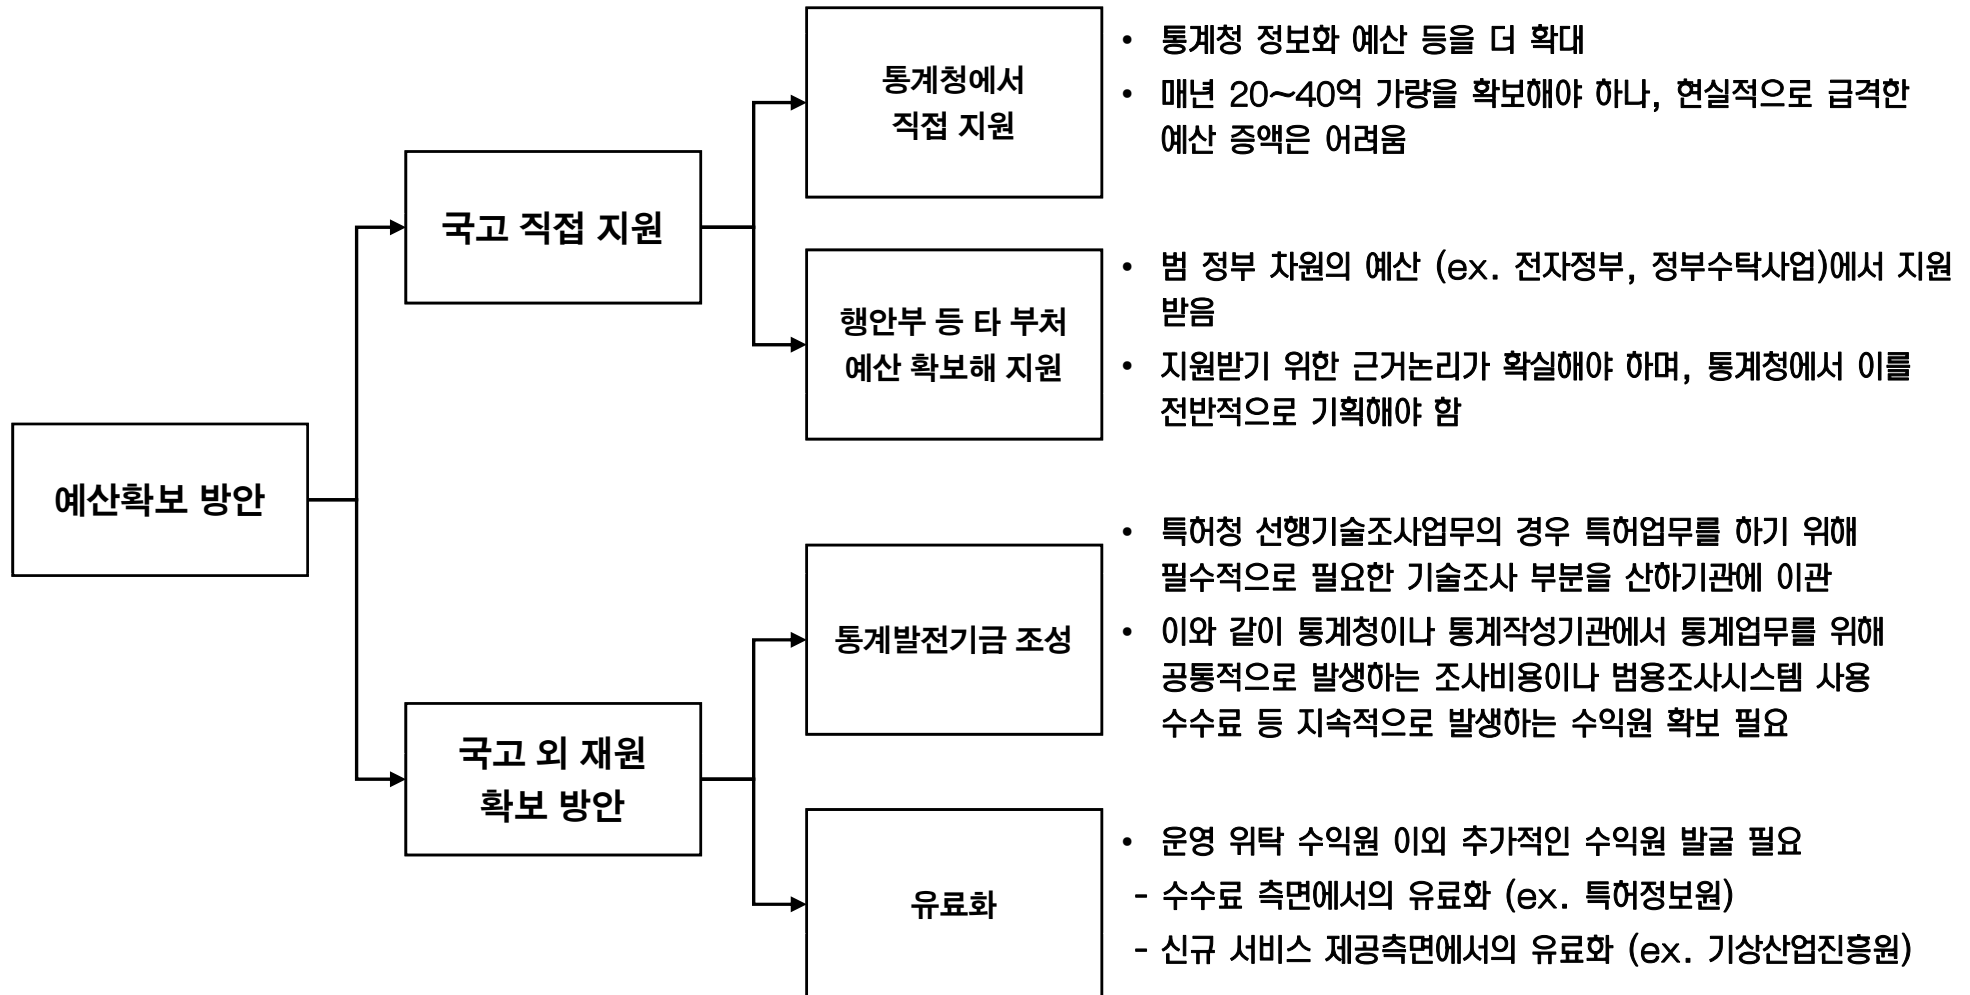 예산확보 방안
국고 직접 지원
통계청에서
직접 지원
• 통계청 정보화 예산 등을 더 확대
• 매년 20~40억 가량을 확보해야 하나, 현실적으로 급격한
예산 증액은 어려움
행안부 등 타 부처
예산 확보해 지원
• 범 정부 차원의 예산 (ex. 전자정부, 정부수탁사업)에서 지원
받음
• 지원받기 위한 근거논리가 확실해야 하며, 통계청에서 이를
전반적으로 기획해야 함
국고 외 재원
확보 방안
통계발전기금 조성
• 특허청 선행기술조사업무의 경우 특허업무를 하기 위해
필수적으로 필요한 기술조사 부분을 산하기관에 이관
• 이와 같이 통계청이나 통계작성기관에서 통계업무를 위해
공통적으로 발생하는 조사비용이나 범용조사시스템 사용
수수료 등 지속적으로 발생하는 수익원 확보 필요
유료화
• 운영 위탁 수익원 이외 추가적인 수익원 발굴 필요
- 수수료 측면에서의 유료화 (ex. 특허정보원)
- 신규 서비스 제공측면에서의 유료화 (ex. 기상산업진흥원)